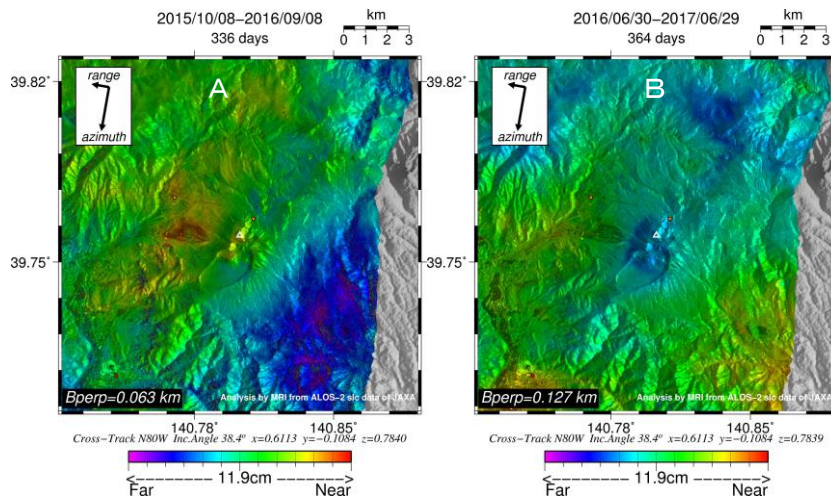 2015/10/08−2016/09/08
336 days
km
0 1 2 3
39.82°
39.75°
range
azimuth
A
Bperp=0.063 km
Analysis by MRI from ALOS−2 slc data of JAXA
140.78° 140.85°
Cross−Track N80W Inc.Angle 38.4° x=0.6113 y=−0.1084 z=0.7840
<−−−−−−− 11.9cm −−−−−−−>
Far Near
2016/06/30−2017/06/29
364 days
km
0 1 2 3
39.82°
39.75°
range
azimuth
B
Bperp=0.127 km
Analysis by MRI from ALOS−2 slc data of JAXA
140.78° 140.85°
Cross−Track N80W Inc.Angle 38.4° x=0.6113 y=−0.1084 z=0.7839
<−−−−−−− 11.9cm −−−−−−−>
Far Near